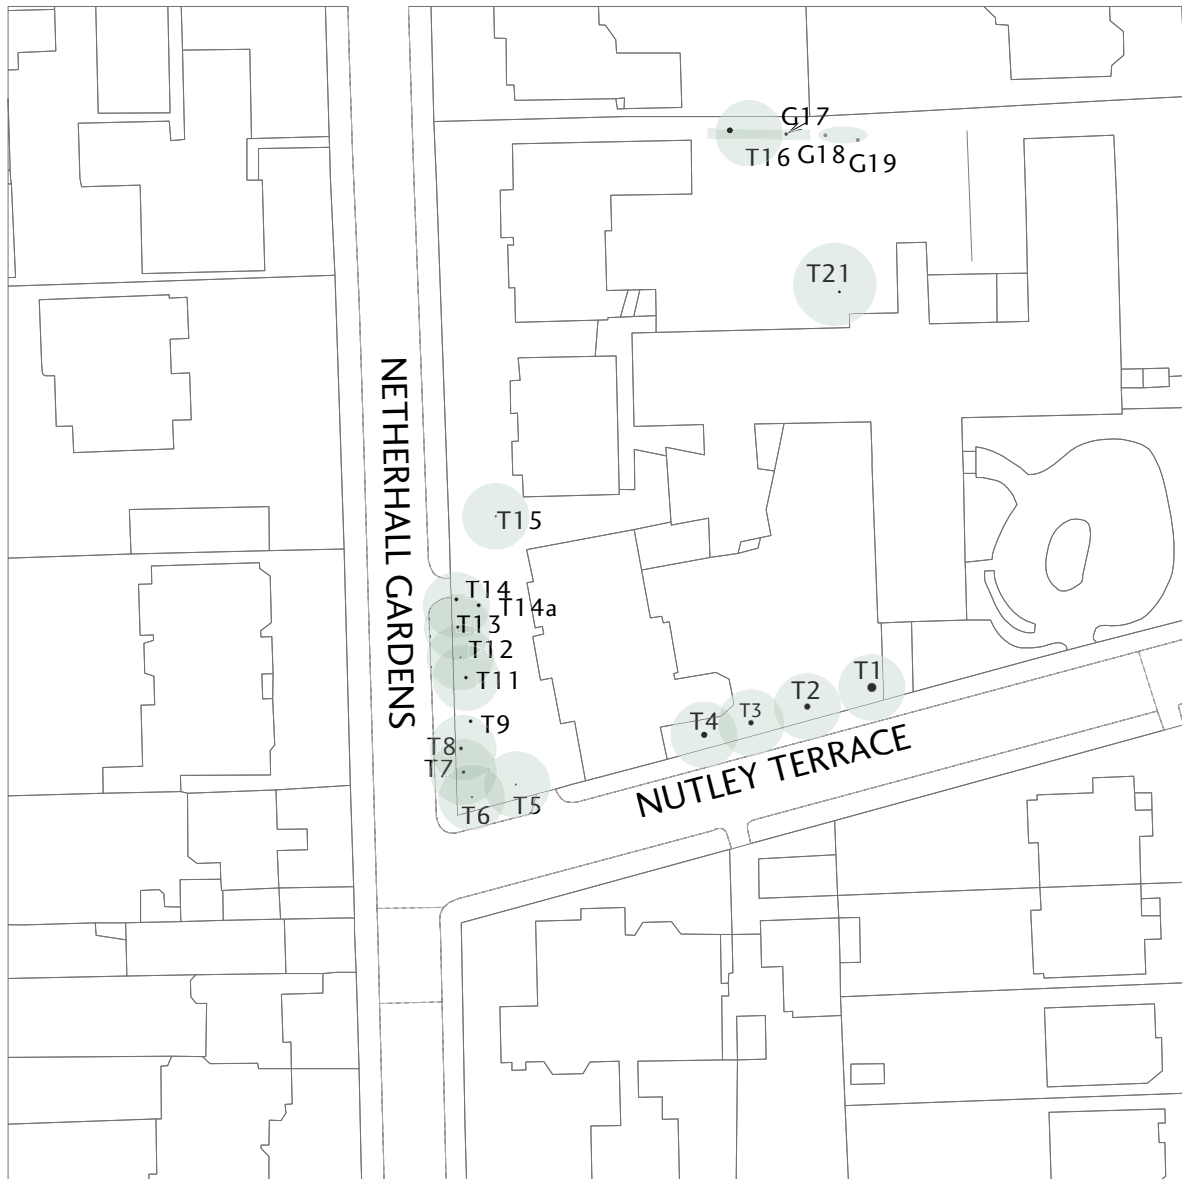 G17
T16
G18
G19
T21
NETHERHALL GARDENS
T15
T14
T14a
T13
T12
T11
T9
T8
T7
T6
T5
T4
T3
T2
T1
NUTLEY TERRACE